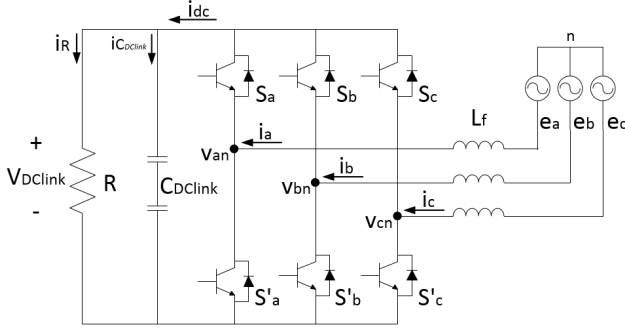 idc
n
iR
iCDClink
Sa
Sb
Sc
Lf
ea
eb
ec
ia
van
+
VDClink
-
R
CDClink
ib
vbn
ic
vcn
S'a
S'b
S'c